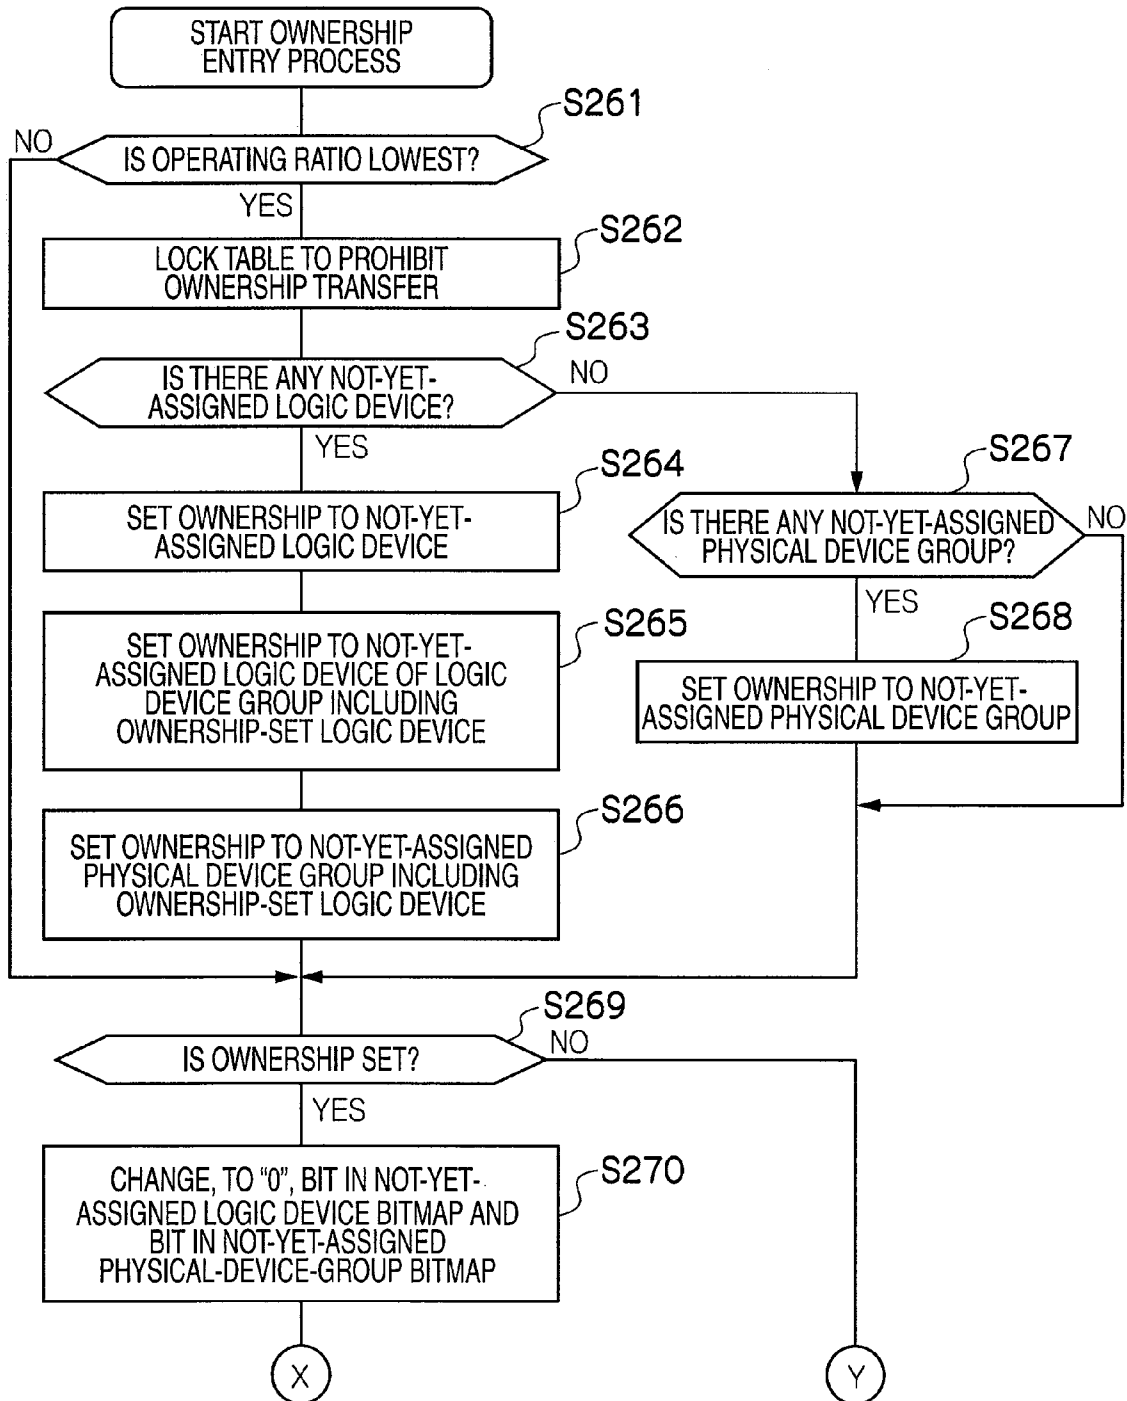 START OWNERSHIP
ENTRY PROCESS
S261
NO
IS OPERATING RATIO LOWEST?
YES
S262
LOCK TABLE TO PROHIBIT
OWNERSHIP TRANSFER
S263
IS THERE ANY NOT-YET-
ASSIGNED LOGIC DEVICE?
NO
YES
S264
SET OWNERSHIP TO NOT-YET-
ASSIGNED LOGIC DEVICE
S267
IS THERE ANY NOT-YET-ASSIGNED
PHYSICAL DEVICE GROUP?
NO
YES
S265
SET OWNERSHIP TO NOT-YET-
ASSIGNED LOGIC DEVICE OF LOGIC
DEVICE GROUP INCLUDING
OWNERSHIP-SET LOGIC DEVICE
S268
SET OWNERSHIP TO NOT-YET-
ASSIGNED PHYSICAL DEVICE GROUP
S266
SET OWNERSHIP TO NOT-YET-ASSIGNED
PHYSICAL DEVICE GROUP INCLUDING
OWNERSHIP-SET LOGIC DEVICE
S269
IS OWNERSHIP SET?
NO
YES
S270
CHANGE, TO “0”, BIT IN NOT-YET-
ASSIGNED LOGIC DEVICE BITMAP AND
BIT IN NOT-YET-ASSIGNED
PHYSICAL-DEVICE-GROUP BITMAP
X
Y